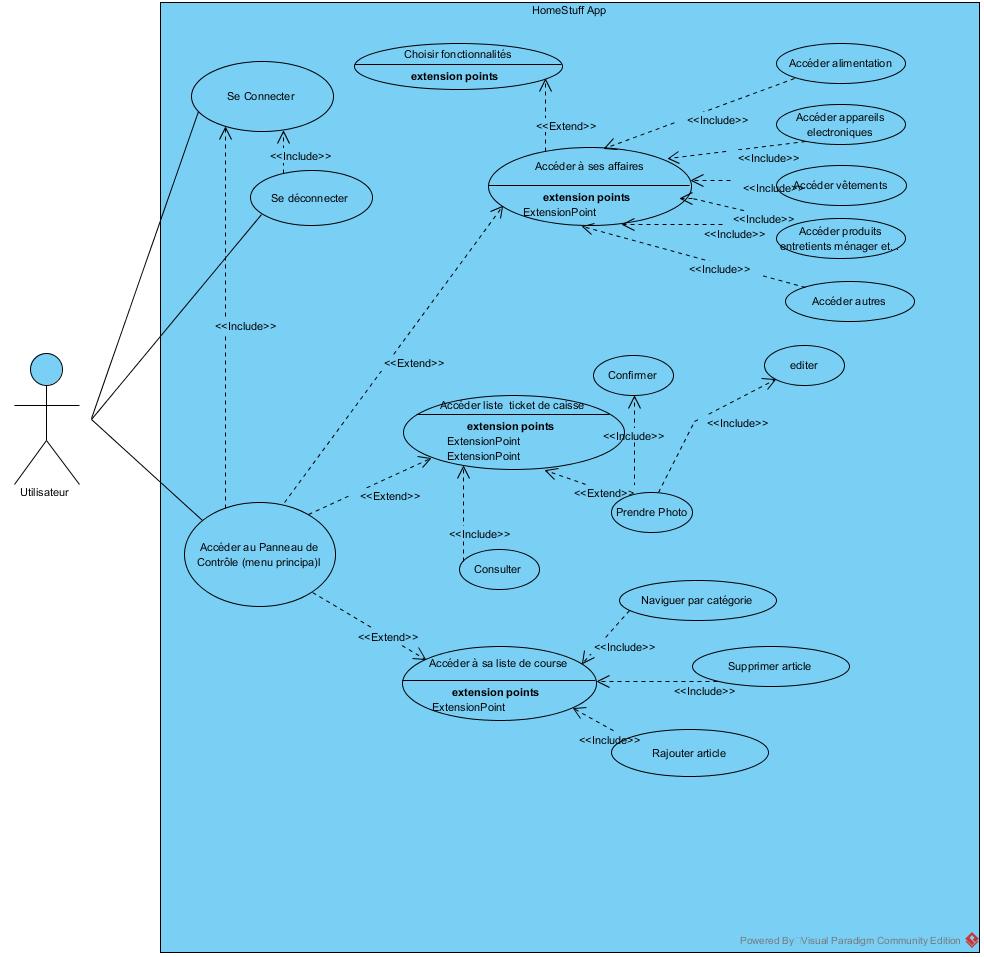 HomeStuff App
Choisir fonctionnalités
extension points
Accéder alimentation
Se Connecter
<<Extend>>
<<Include>>
Accéder appareils
electroniques
<<Include>>
<<Include>>
Accéder à ses affaires
extension points
ExtensionPoint
<<Include>>
Accéder vêtements
Se déconnecter
<<Include>>
<<Include>>
Accéder produits
entretients ménager et...
<<Include>>
Accéder autres
<<Include>>
<<Extend>>
Confirmer
editer
Accéder liste ticket de caisse
extension points
ExtensionPoint
ExtensionPoint
<<Include>>
<<Include>>
Utilisateur
<<Extend>>
<<Extend>>
Prendre Photo
<<Include>>
Accéder au Panneau de
Contrôle (menu principa)l
Consulter
Naviguer par catégorie
<<Extend>>
<<Include>>
Accéder à sa liste de course
extension points
ExtensionPoint
Supprimer article
<<Include>>
<<Include>>
Rajouter article
Powered By Visual Paradigm Community Edition